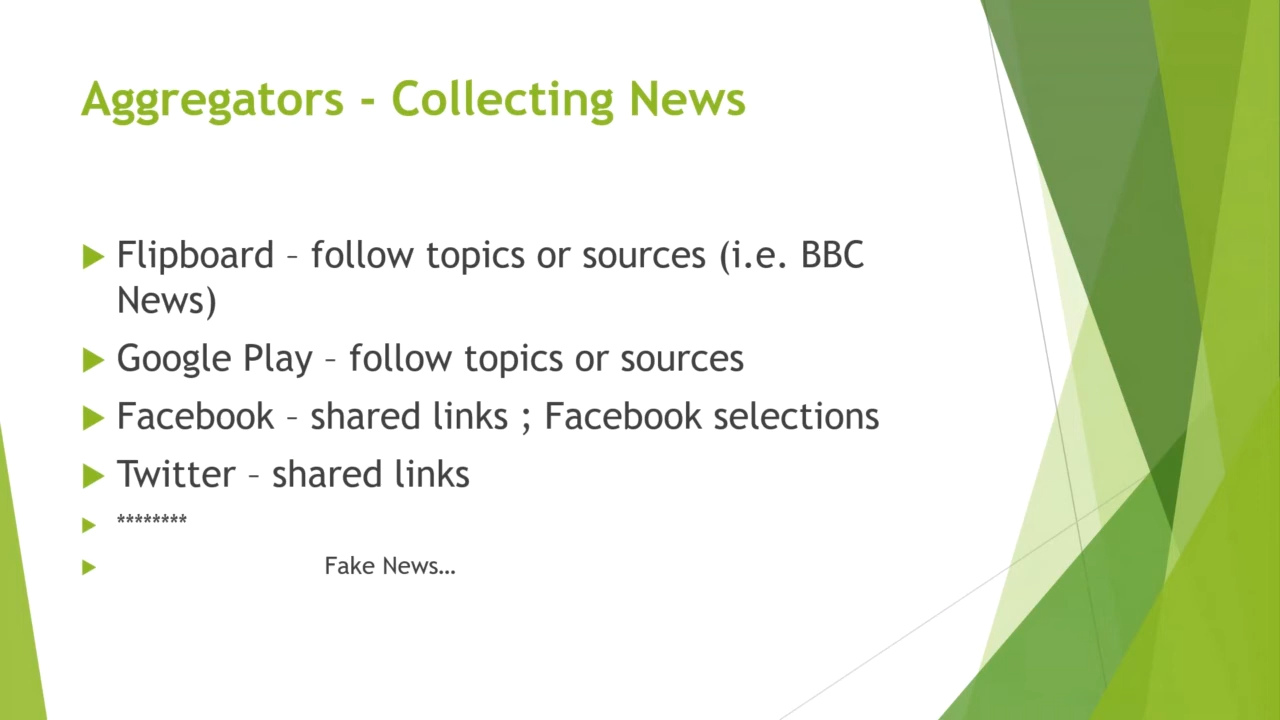 Aggregators - Collecting News
Flipboard – follow topics or sources (i.e. BBC
News)
Google Play – follow topics or sources
Facebook – shared links ; Facebook selections
Twitter – shared links
********
Fake News…